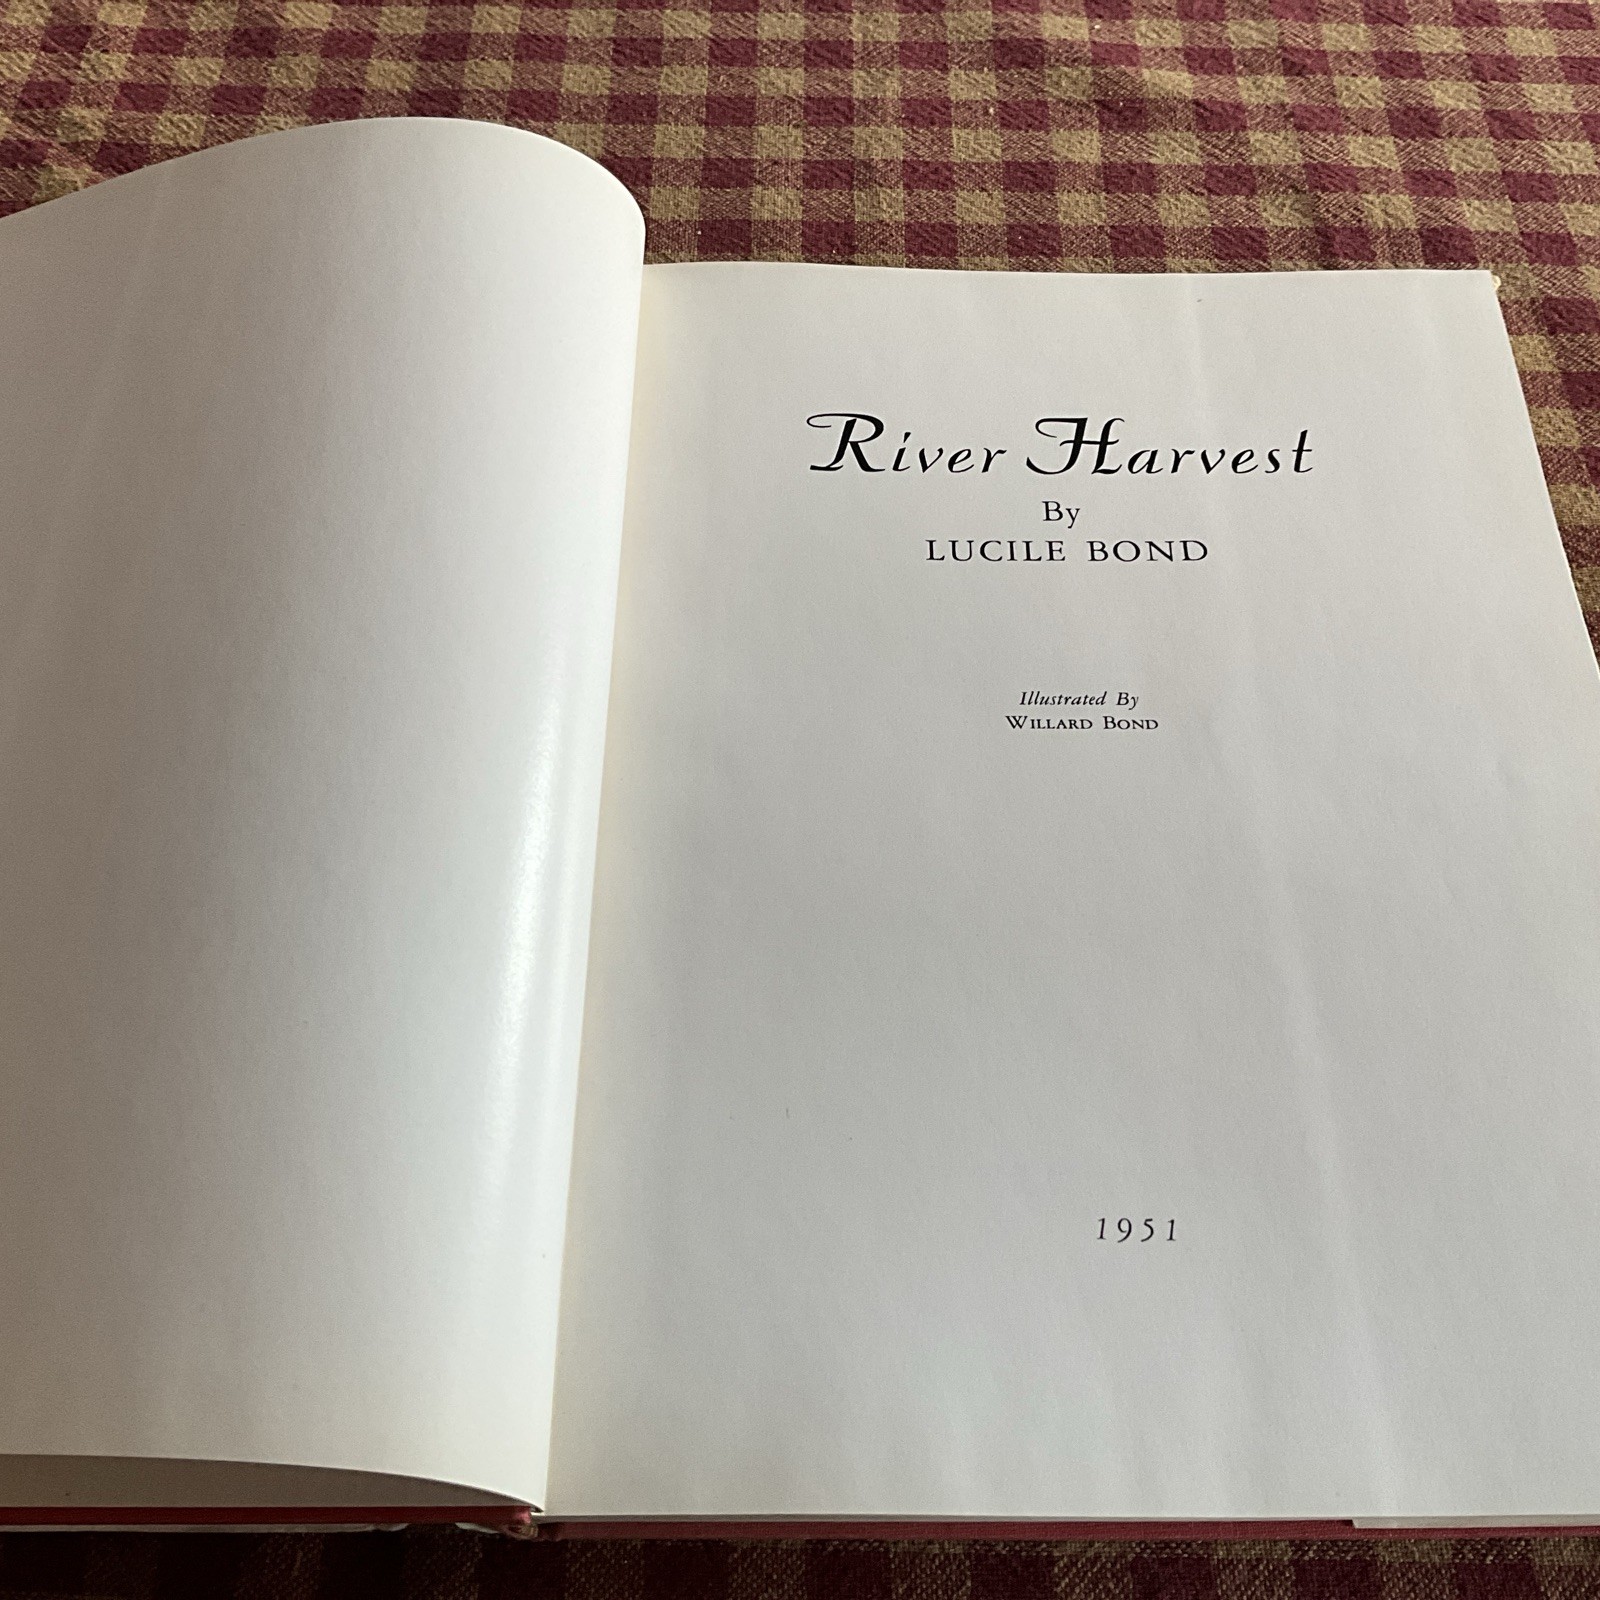 River Harvest
By
LUCILE BOND
Illustrated By
WILLARD BOND
1951